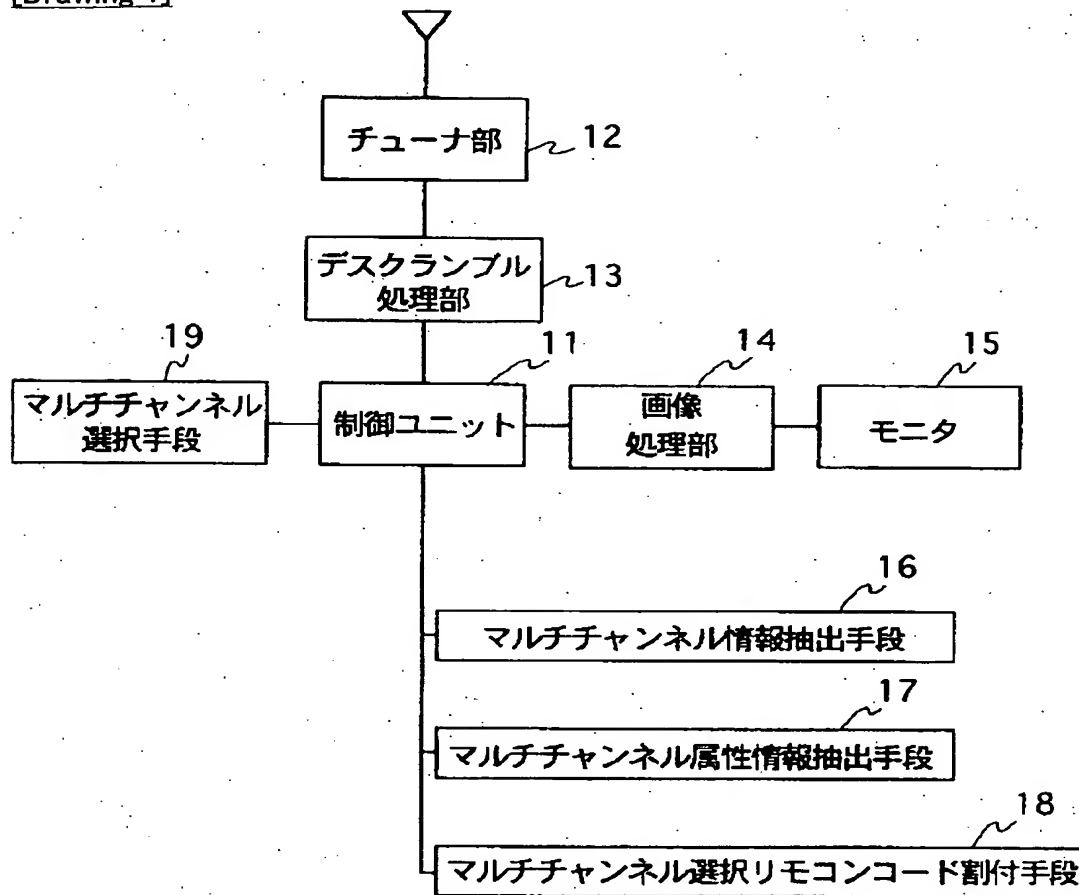 チューナ部
12
デスクランブル
処理部
13
19
11
14
15
マルチチャンネル
選択手段
制御ユニット
画像
処理部
モニタ
16
マルチチャンネル情報抽出手段
17
マルチチャンネル属性情報抽出手段
18
マルチチャンネル選択リモコンコード割付手段